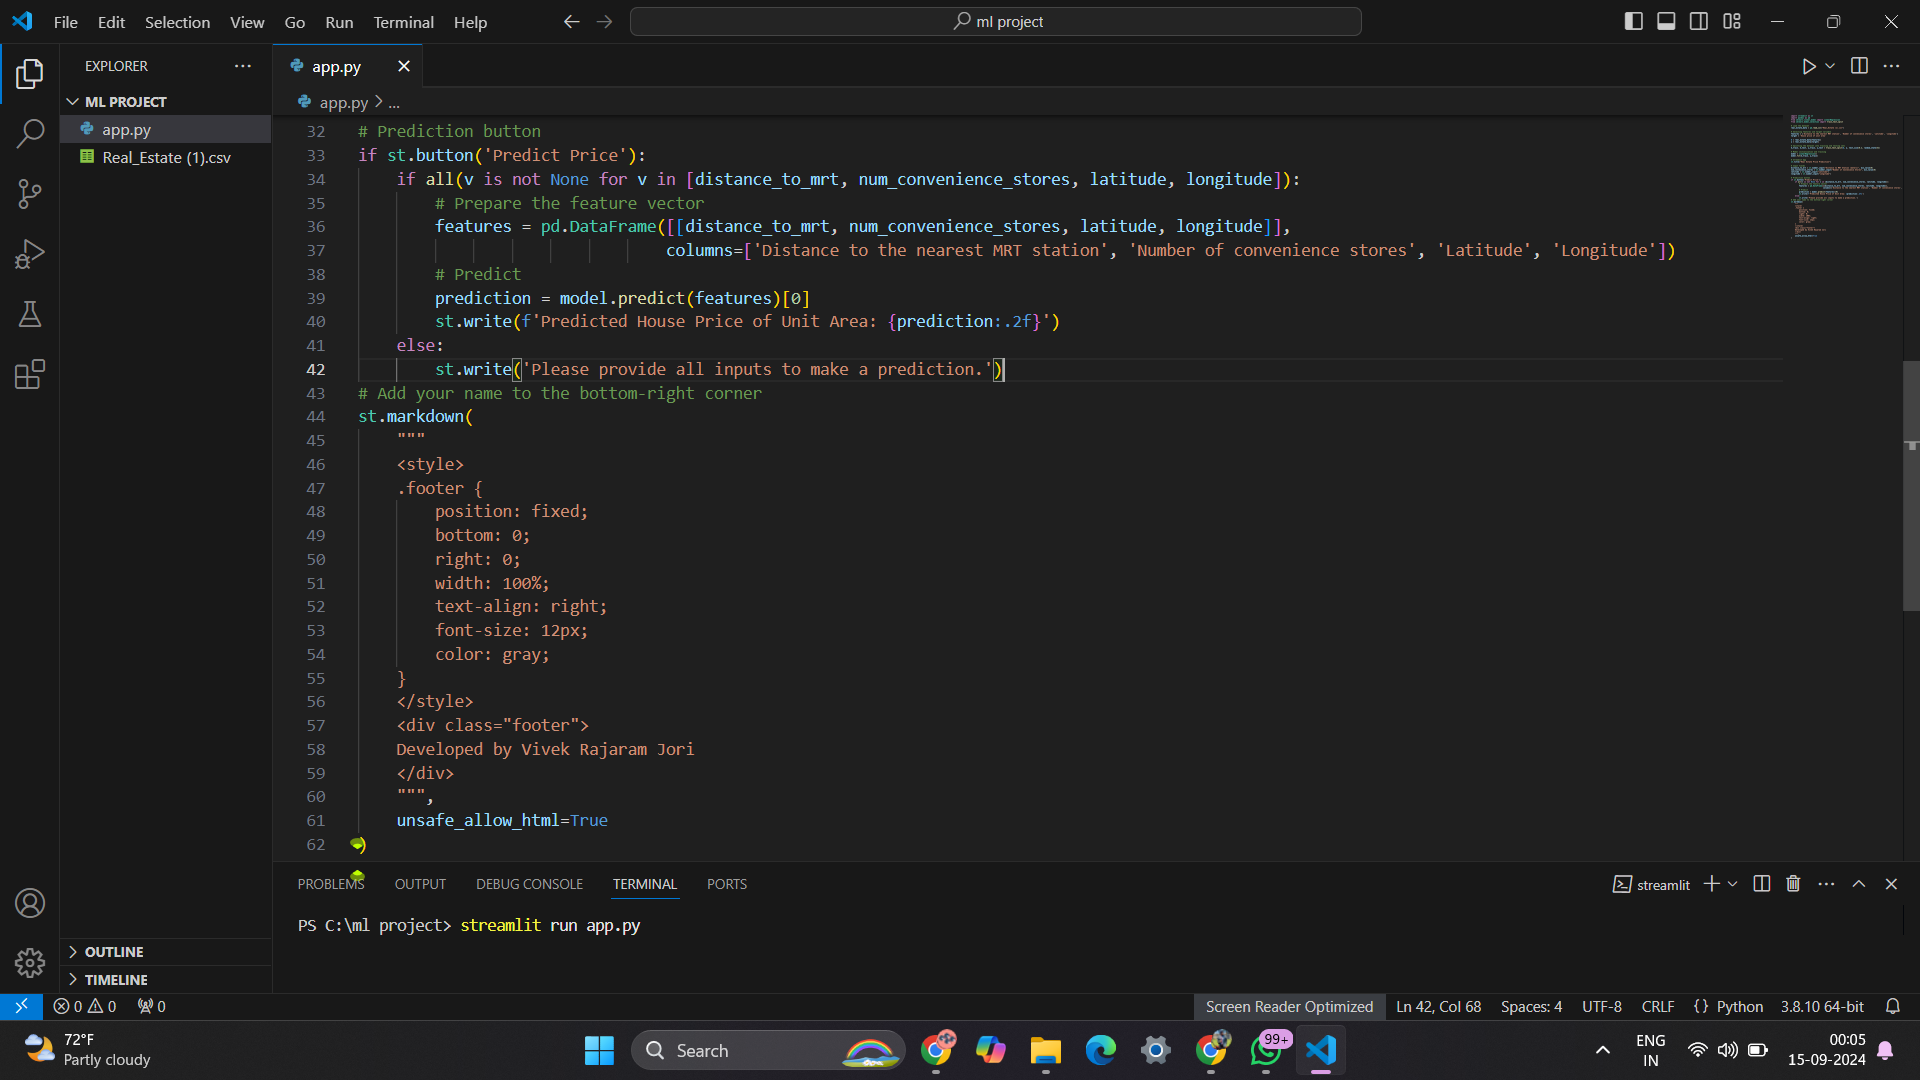 File Edit Selection View Go Run Terminal Help
ml project
EXPLORER
ML PROJECT
app.py
Real_Estate (1).csv
OUTLINE
TIMELINE
app.py
app.py > ...
32 # Prediction button
33 if st.button('Predict Price'):
34 if all(v is not None for v in [distance_to_mrt, num_convenience_stores, latitude, longitude]):
35 # Prepare the feature vector
36 features = pd.DataFrame([[distance_to_mrt, num_convenience_stores, latitude, longitude]],
37 columns=['Distance to the nearest MRT station', 'Number of convenience stores', 'Latitude', 'Longitude'])
38 # Predict
39 prediction = model.predict(features)[0]
40 st.write(f'Predicted House Price of Unit Area: {prediction:.2f}')
41 else:
42 st.write('Please provide all inputs to make a prediction.')
43 # Add your name to the bottom-right corner
44 st.markdown(
45 """
46 <style>
47 .footer {
48 position: fixed;
49 bottom: 0;
50 right: 0;
51 width: 100%;
52 text-align: right;
53 font-size: 12px;
54 color: gray;
55 }
56 </style>
57 <div class="footer">
58 Developed by Vivek Rajaram Jori
59 </div>
60 """,
61 unsafe_allow_html=True
62 )
PROBLEMS OUTPUT DEBUG CONSOLE TERMINAL PORTS
streamlit
PS C:\ml project> streamlit run app.py
0 0 0
Screen Reader Optimized Ln 42, Col 68 Spaces: 4 UTF-8 CRLF {} Python 3.8.10 64-bit
72°F
Partly cloudy
Search
99+
ENG
IN
00:05
15-09-2024